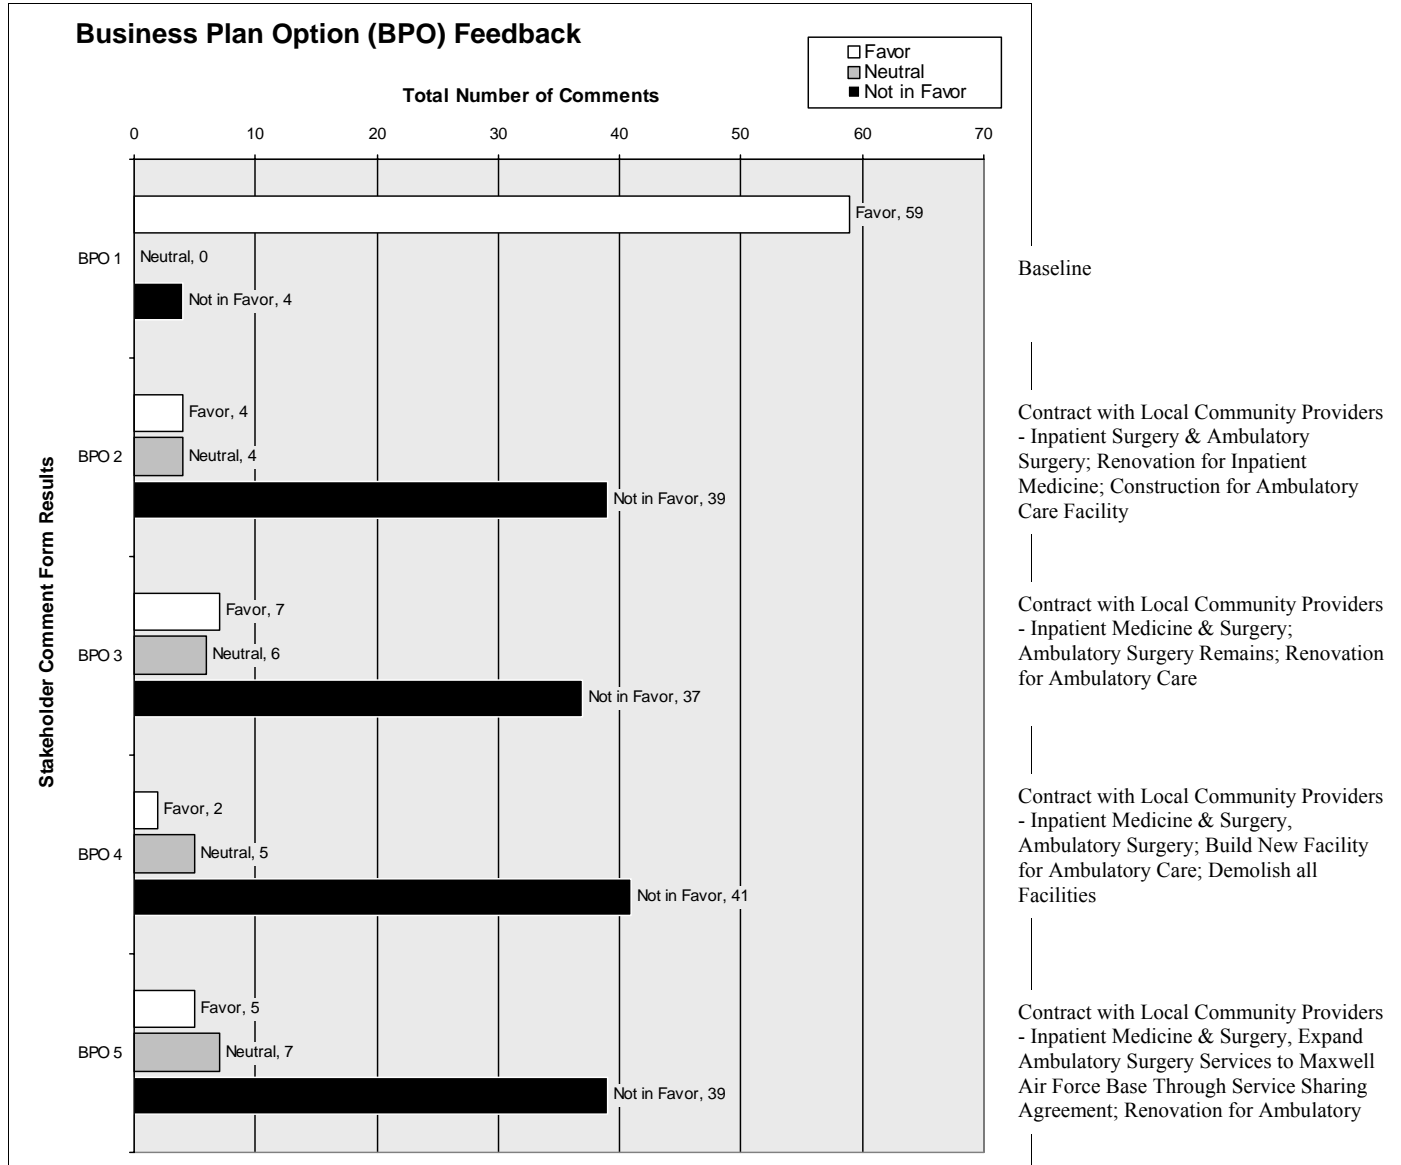 Business Plan Option (BPO) Feedback
Favor
Neutral
Not in Favor
Total Number of Comments
0 10 20 30 40 50 60 70
Favor, 59
BPO 1
Neutral, 0
Not in Favor, 4
Baseline
Favor, 4
BPO 2
Neutral, 4
Not in Favor, 39
Contract with Local Community Providers
- Inpatient Surgery & Ambulatory
Surgery; Renovation for Inpatient
Medicine; Construction for Ambulatory
Care Facility
Stakeholder Comment Form Results
Favor, 7
BPO 3
Neutral, 6
Not in Favor, 37
Contract with Local Community Providers
- Inpatient Medicine & Surgery;
Ambulatory Surgery Remains; Renovation
for Ambulatory Care
Favor, 2
BPO 4
Neutral, 5
Not in Favor, 41
Contract with Local Community Providers
- Inpatient Medicine & Surgery,
Ambulatory Surgery; Build New Facility
for Ambulatory Care; Demolish all
Facilities
Favor, 5
BPO 5
Neutral, 7
Not in Favor, 39
Contract with Local Community Providers
- Inpatient Medicine & Surgery, Expand
Ambulatory Surgery Services to Maxwell
Air Force Base Through Service Sharing
Agreement; Renovation for Ambulatory